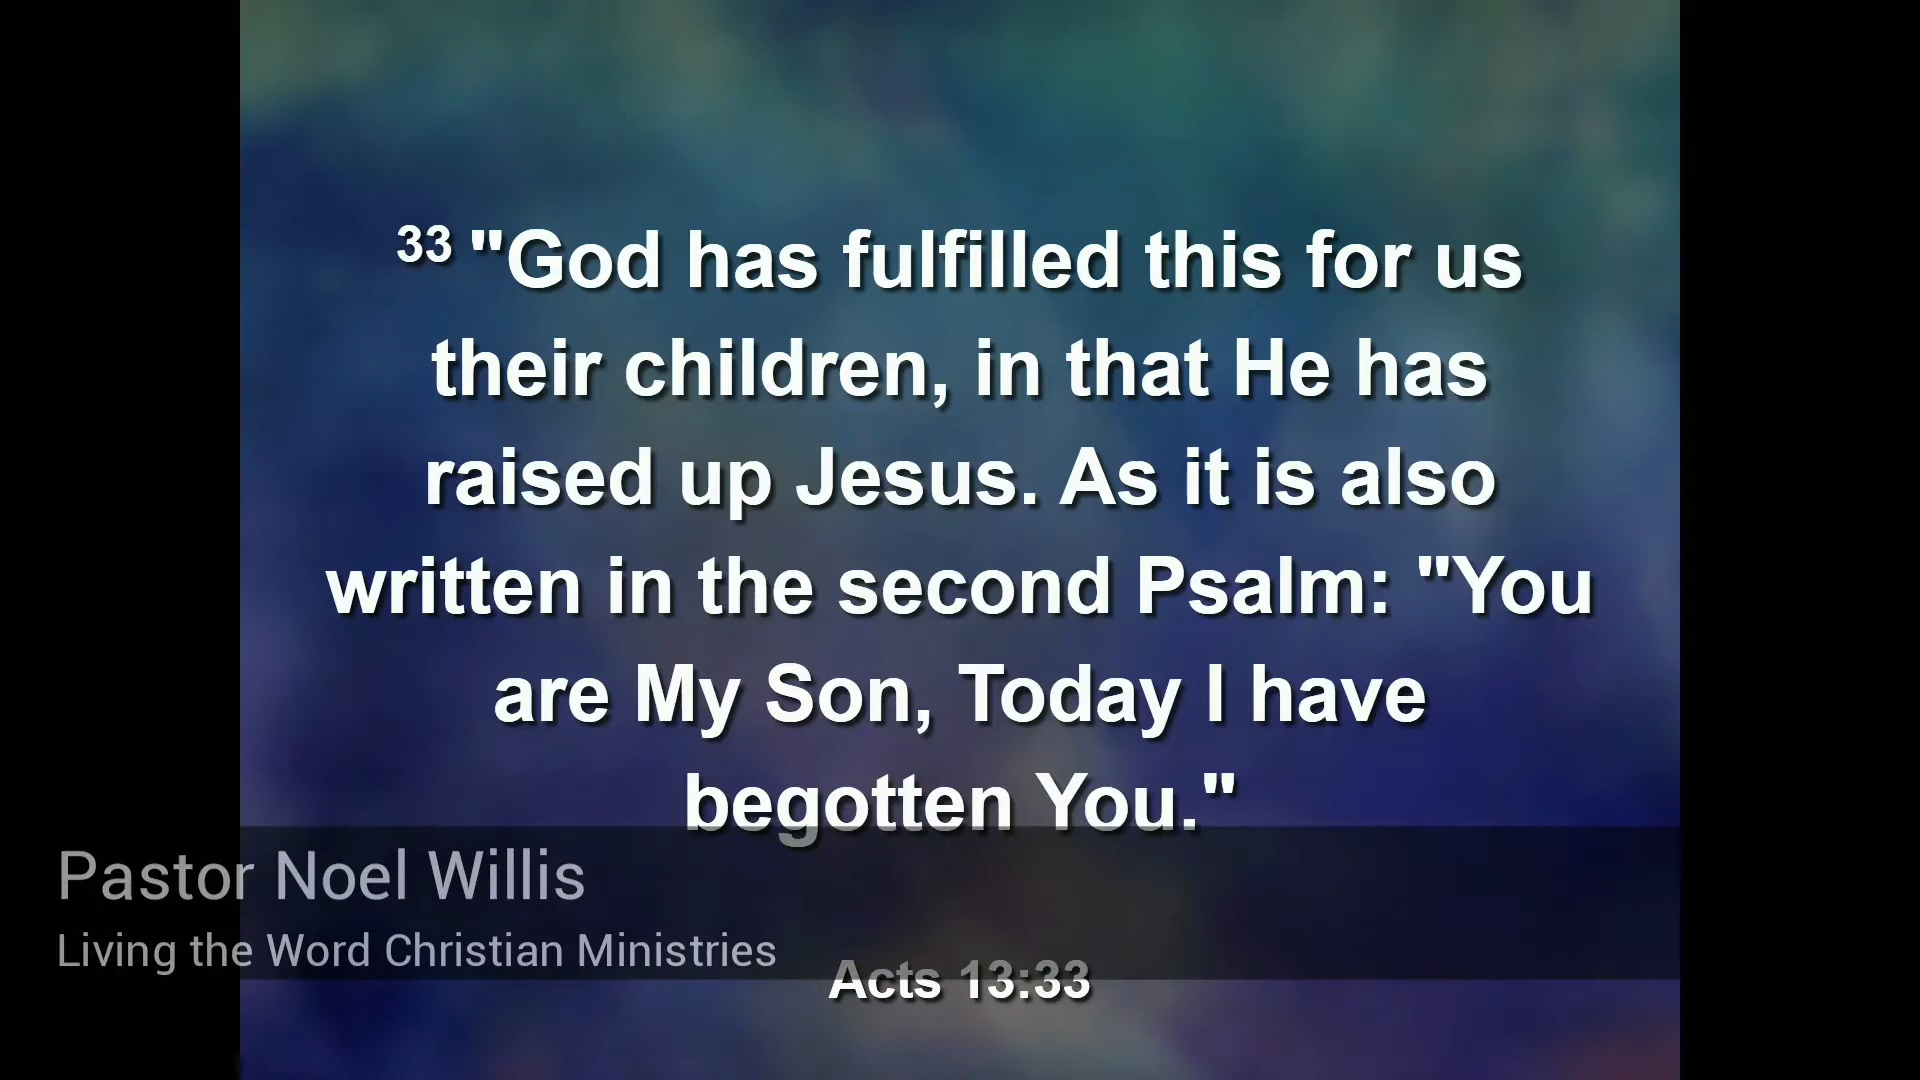 33 "God has fulfilled this for us
their children, in that He has
raised up Jesus. As it is also
written in the second Psalm: "You
are My Son, Today I have
begotten You."
Pastor Noel Willis
Living the Word Christian Ministries
Acts 13:33